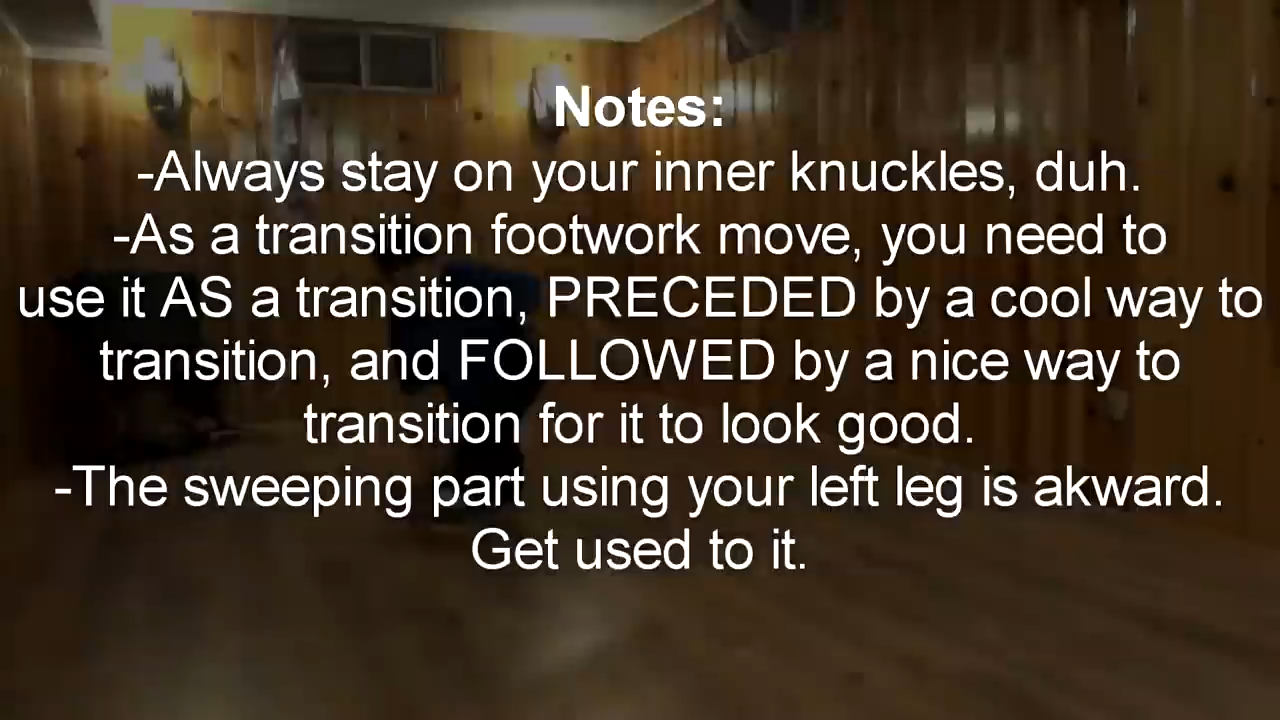 Notes:
-Always stay on your inner knuckles, duh.
-As a transition footwork move, you need to
use it AS a transition, PRECEDED by a cool way to
transition, and FOLLOWED by a nice way to
transition for it to look good.
-The sweeping part using your left leg is akward.
Get used to it.